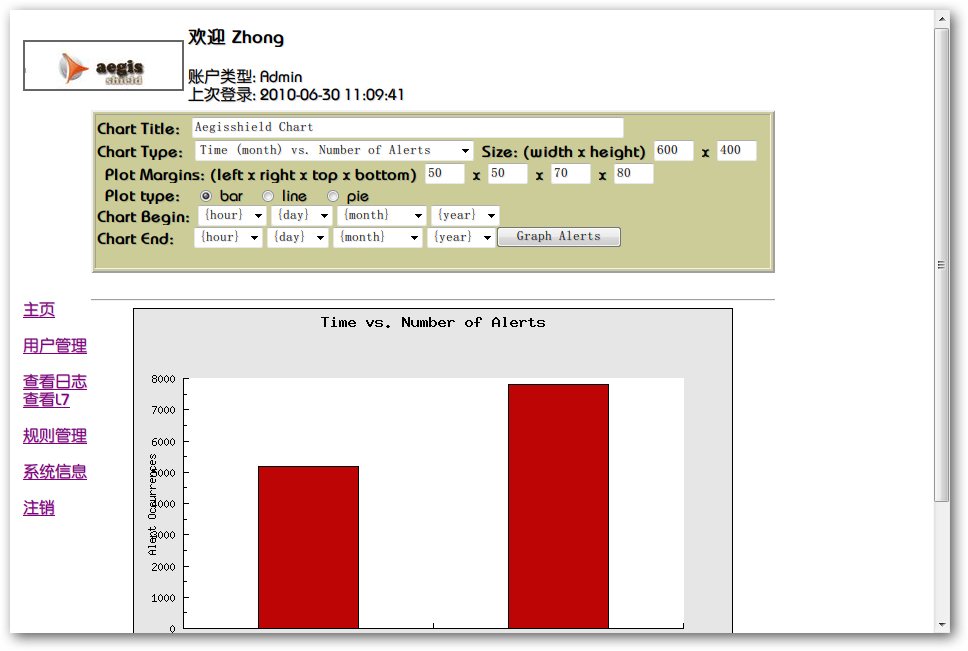 aegis
shield
欢迎 Zhong
账户类型: Admin
上次登录: 2010-06-30 11:09:41
Chart Title: Aegisshield Chart
Chart Type: Time (month) vs. Number of Alerts Size: (width x height) 600 x 400
Plot Margins: (left x right x top x bottom) 50 x 50 x 70 x 80
Plot type: bar line pie
Chart Begin: {hour} {day} {month} {year}
Chart End: {hour} {day} {month} {year} Graph Alerts
主页
用户管理
查看日志
查看l7
规则管理
系统信息
注销
Time vs. Number of Alerts
Alert Occurrences
8000
7000
6000
5000
4000
3000
2000
1000
0